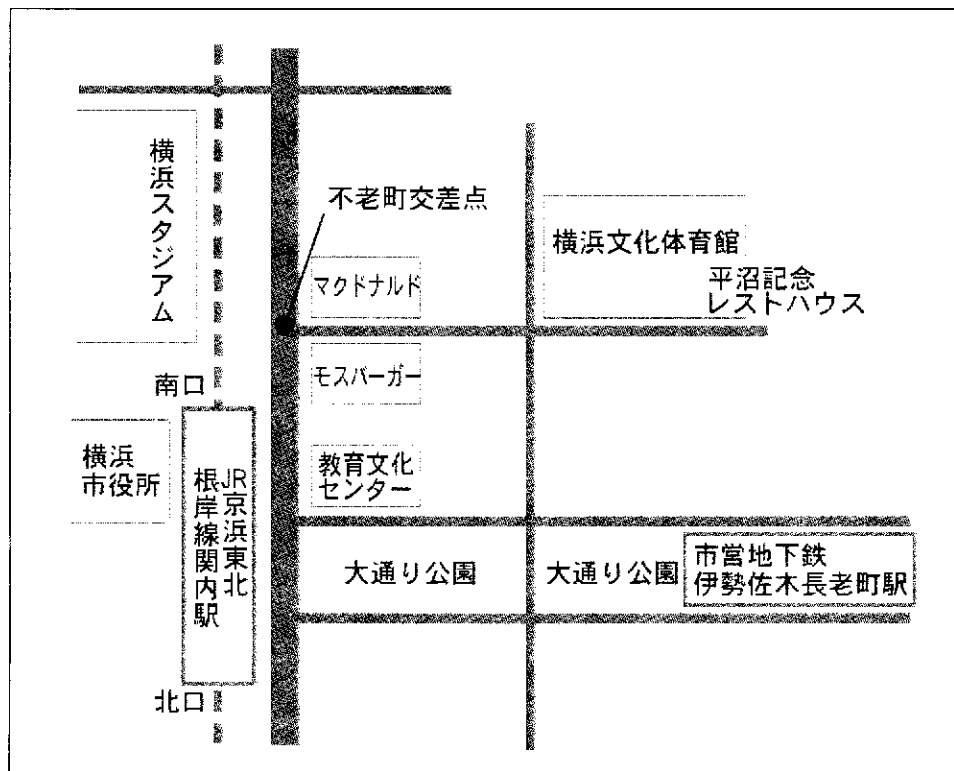 横浜スタジアム
不老町交差点
マクドナルド
横浜文化体育館
平沼記念
レストハウス
モスバーガー
南口
横浜
市役所
JR京浜東北
根岸線関内駅
教育文化
センター
大通り公園
大通り公園
市営地下鉄
伊勢佐木長老町駅
北口